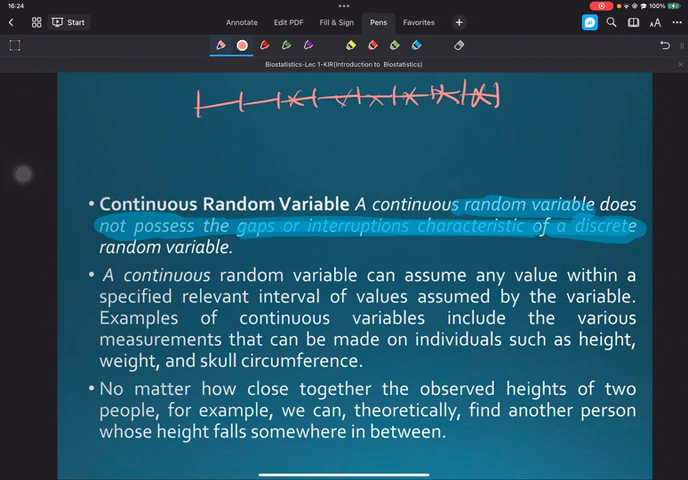 16:24
100%
Start
Annotate
Edit PDF
Fill & Sign
Pens
Favorites
Biostatistics-Lec 1-KIR(Introduction to Biostatistics)
• Continuous Random Variable A continuous random variable does
not possess the gaps or interruptions characteristic of a discrete
random variable.
• A continuous random variable can assume any value within a
specified relevant interval of values assumed by the variable.
Examples of continuous variables include the various
measurements that can be made on individuals such as height,
weight, and skull circumference.
• No matter how close together the observed heights of two
people, for example, we can, theoretically, find another person
whose height falls somewhere in between.